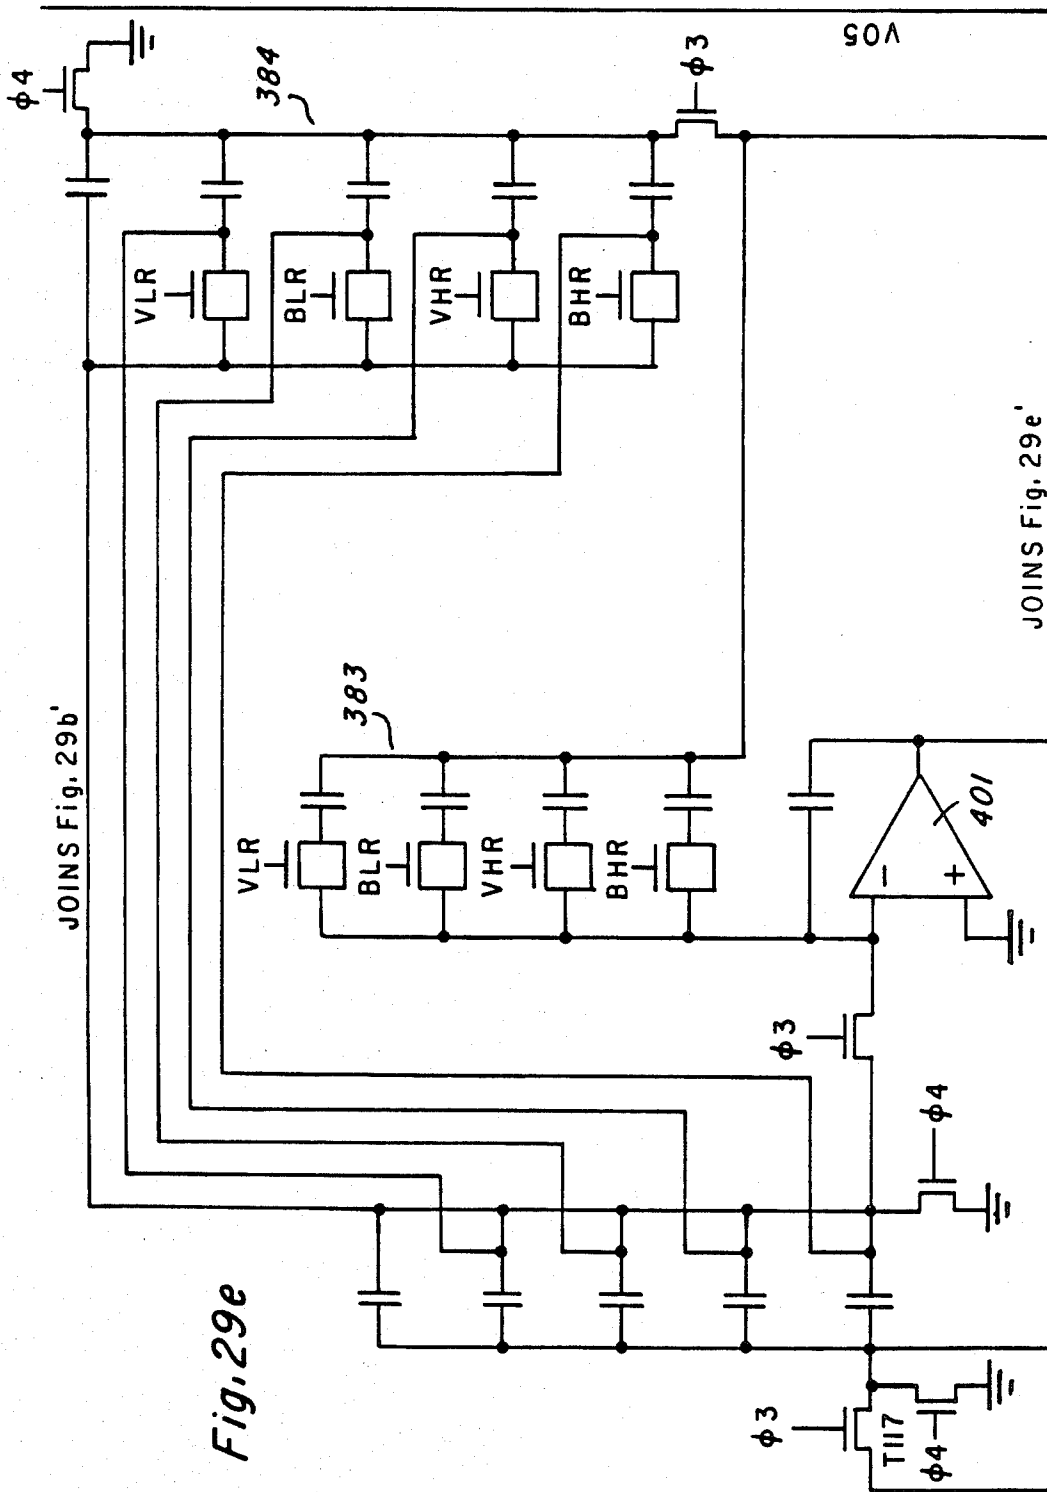 φ4
JOINS Fig. 29b'
VLR
Fig. 29e
VLR
384
BLR
383
BLR
VHR
VHR
BHR
BHR
φ3
φ3
φ3
VO5
T117
φ4
φ4
-
+
401
JOINS Fig. 29e'